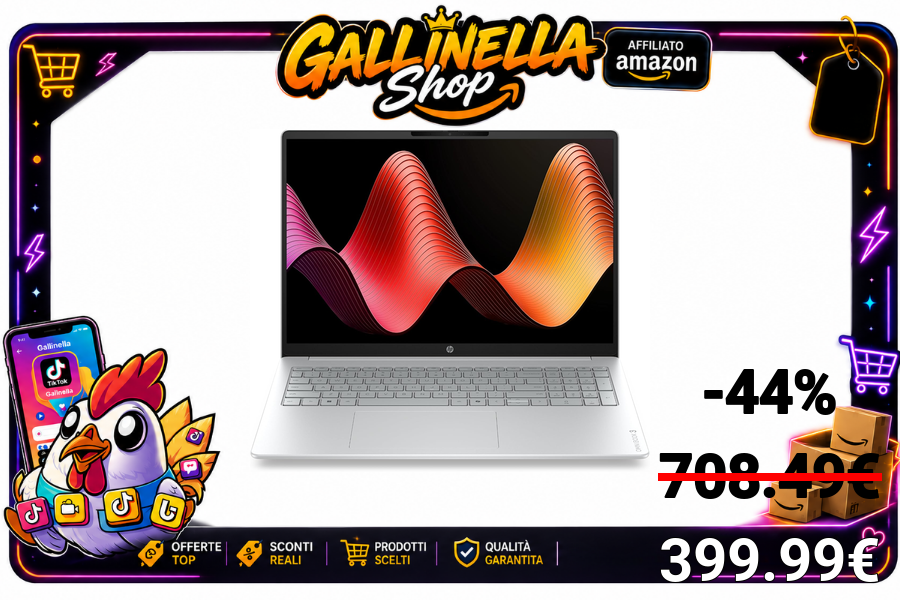 GALLINELLA
Shop
AFFILIATO
amazon
Gallinella
TikTok
Gallinella
hp
-44%
708.49€
399.99€
OFFERTE
TOP
SCONTI
REALI
PRODOTTI
SCELTI
QUALITÀ
GARANTITA